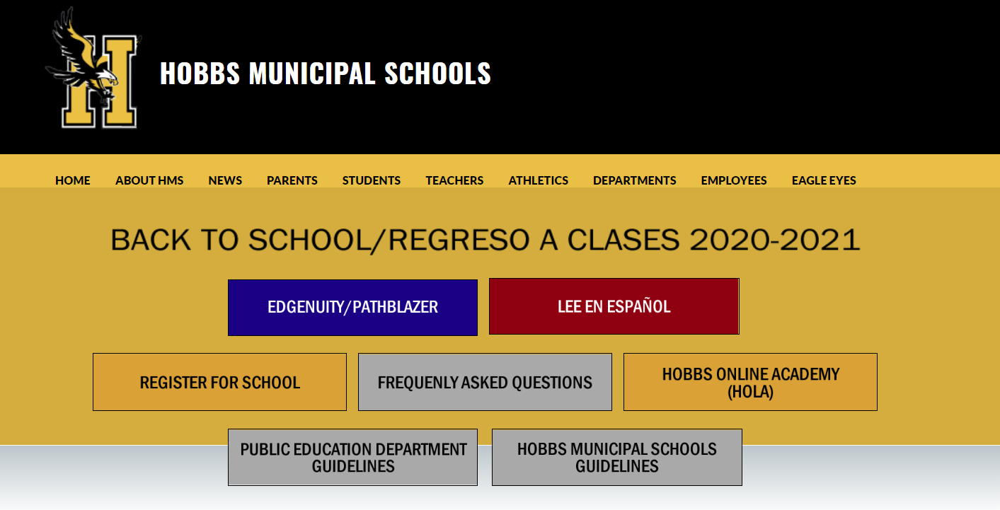 H
HOBBS MUNICIPAL SCHOOLS
HOME ABOUT HMS NEWS PARENTS STUDENTS TEACHERS ATHLETICS DEPARTMENTS EMPLOYEES EAGLE EYES
BACK TO SCHOOL/REGRESO A CLASES 2020-2021
EDGENUITY/PATHBLAZER
LEE EN ESPAÑOL
REGISTER FOR SCHOOL
FREQUENLY ASKED QUESTIONS
HOBBS ONLINE ACADEMY
(HOLA)
PUBLIC EDUCATION DEPARTMENT
GUIDELINES
HOBBS MUNICIPAL SCHOOLS
GUIDELINES